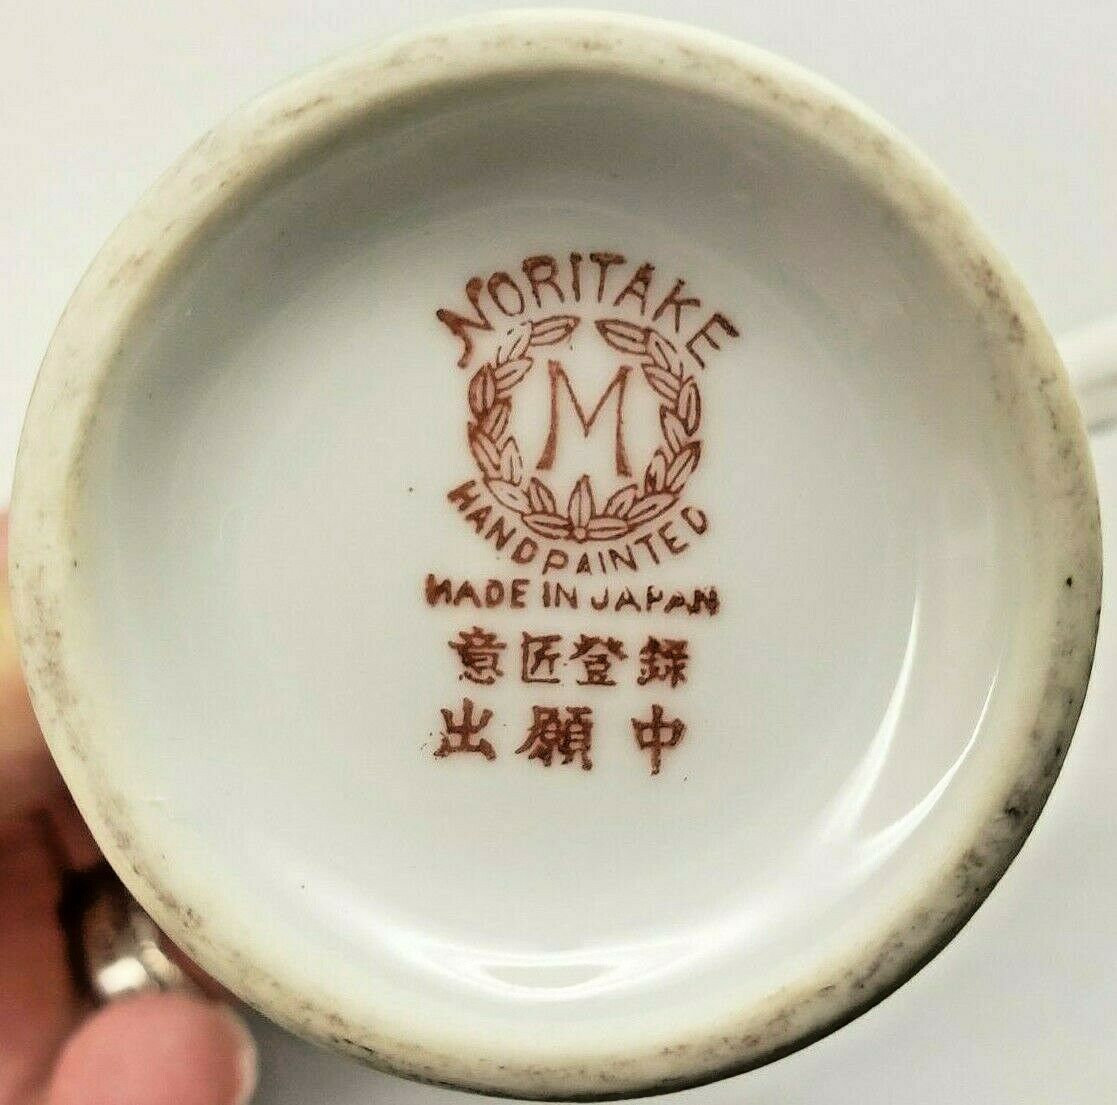 NORITAKE
M
HANDPAINTED
MADE IN JAPAN
意匠登録
出願中